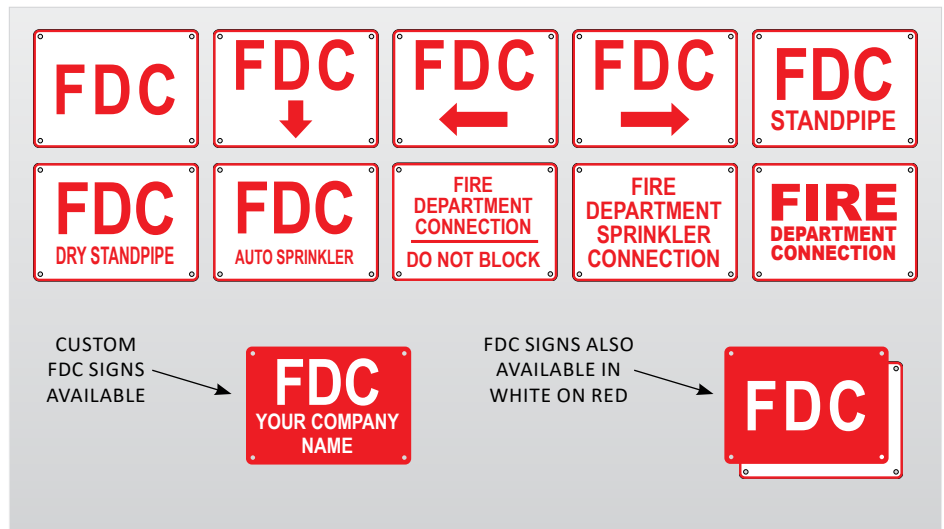 FDC
FDC
FDC
FDC
FDC
STANDPIPE
FDC
DRY STANDPIPE
FDC
AUTO SPRINKLER
FIRE
DEPARTMENT
CONNECTION
DO NOT BLOCK
FIRE
DEPARTMENT
SPRINKLER
CONNECTION
FIRE
DEPARTMENT
CONNECTION
CUSTOM
FDC SIGNS
AVAILABLE
FDC
YOUR COMPANY
NAME
FDC SIGNS ALSO
AVAILABLE IN
WHITE ON RED
FDC